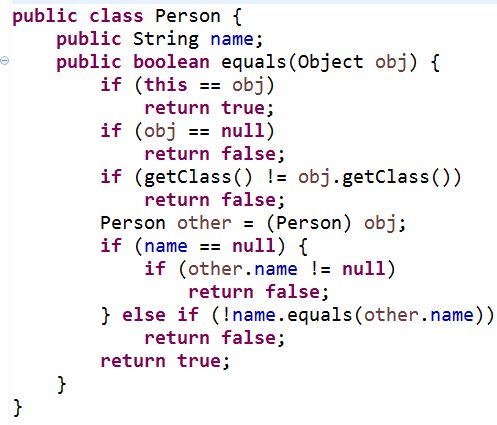 public class Person {
    public String name;
    public boolean equals(Object obj) {
        if (this == obj)
            return true;
        if (obj == null)
            return false;
        if (getClass() != obj.getClass())
            return false;
        Person other = (Person) obj;
        if (name == null) {
            if (other.name != null)
                return false;
        } else if (!name.equals(other.name))
            return false;
        return true;
    }
}